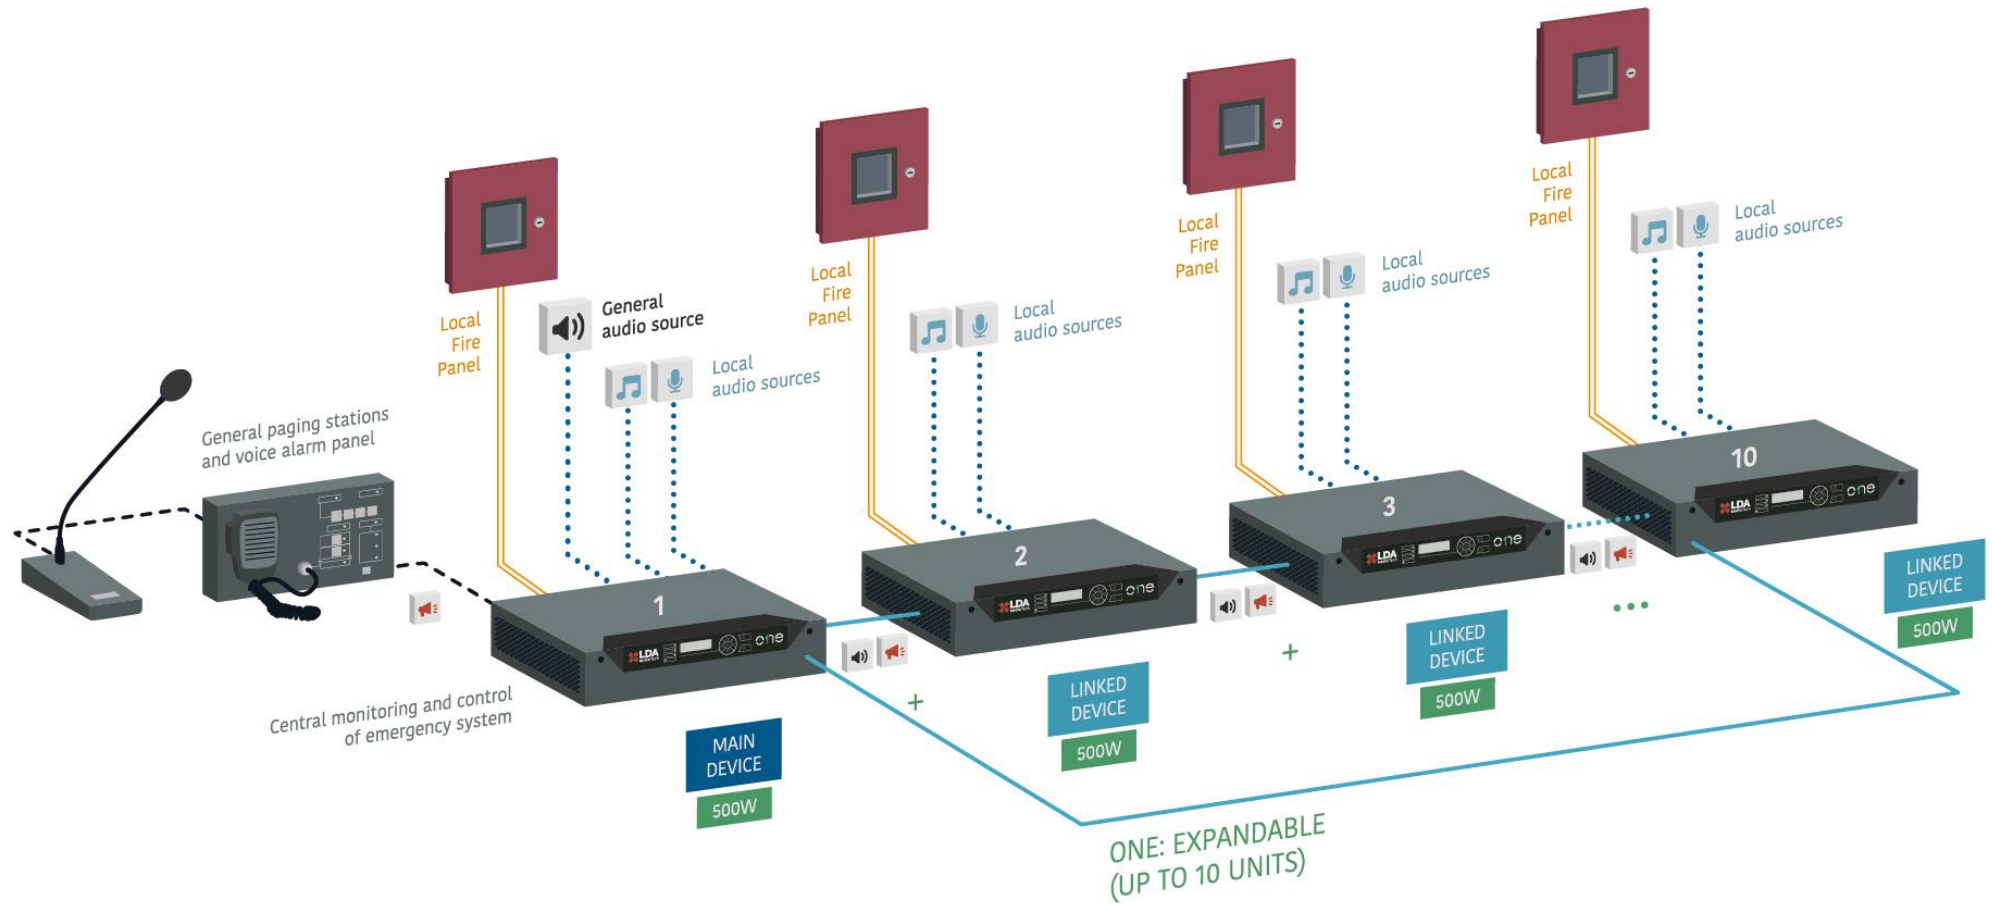 Local
Fire
Panel
Local
audio sources
Local
Fire
Panel
Local
audio sources
Local
Fire
Panel
Local
audio sources
Local
Fire
Panel
General
audio source
Local
audio sources
General paging stations
and voice alarm panel
10
LDA
one
3
LDA
one
2
LDA
one
1
LDA
one
LINKED
DEVICE
500W
LINKED
DEVICE
500W
+
LINKED
DEVICE
500W
+
Central monitoring and control
of emergency system
MAIN
DEVICE
500W
ONE: EXPANDABLE
(UP TO 10 UNITS)